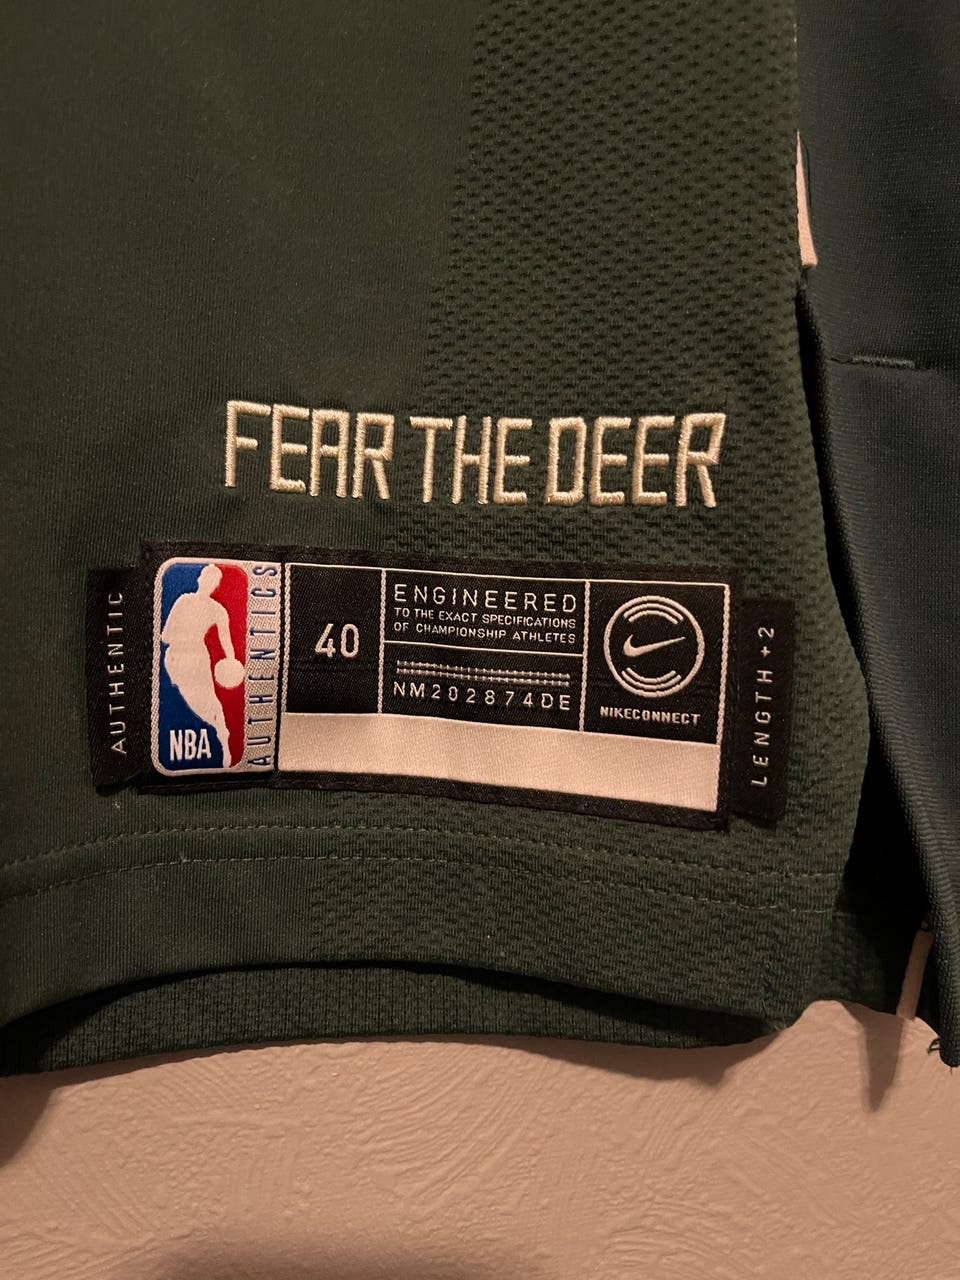 FEAR THE DEER
AUTHENTIC
NBA
AUTHENTICS
40
ENGINEERED
TO THE EXACT SPECIFICATIONS
OF CHAMPIONSHIP ATHLETES
NM202874DE
NIKECONNECT
LENGTH +2